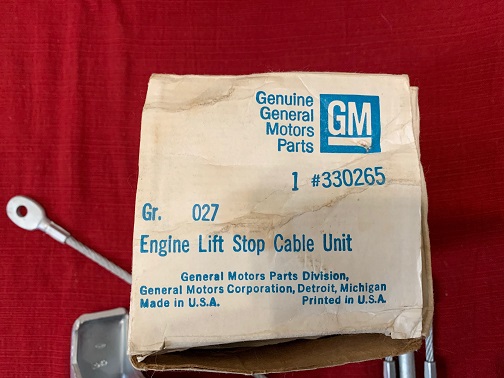 Genuine
General
Motors
Parts
GM
1 #330265
Gr. 027
Engine Lift Stop Cable Unit
General Motors Parts Division,
General Motors Corporation, Detroit, Michigan
Made in U.S.A. Printed in U.S.A.